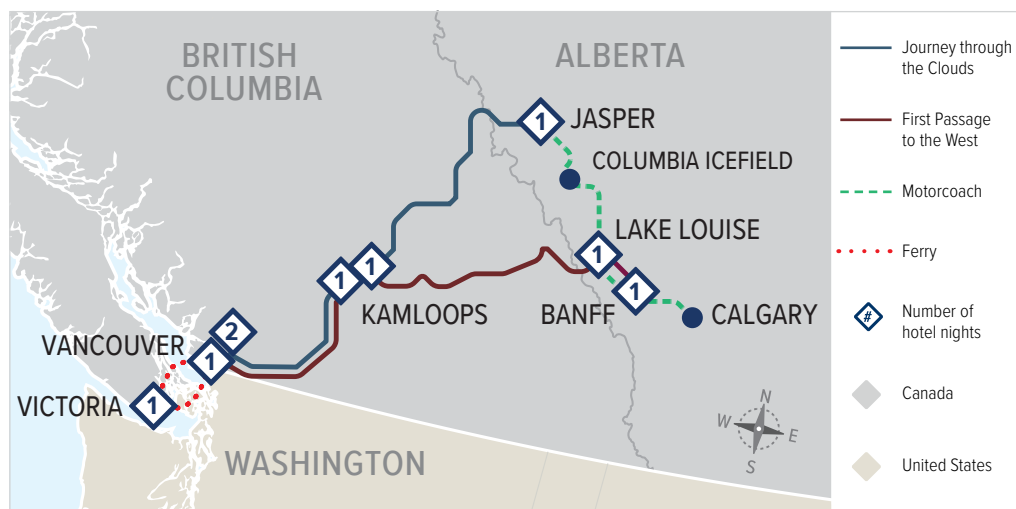 BRITISH
COLUMBIA
ALBERTA
1
JASPER
COLUMBIA ICEFIELD
LAKE LOUISE
1
1
1
1
KAMLOOPS
BANFF
CALGARY
2
VANCOUVER
1
VICTORIA
1
WASHINGTON
N
W
E
S
Journey through
the Clouds
First Passage
to the West
Motorcoach
Ferry
#
Number of
hotel nights
Canada
United States